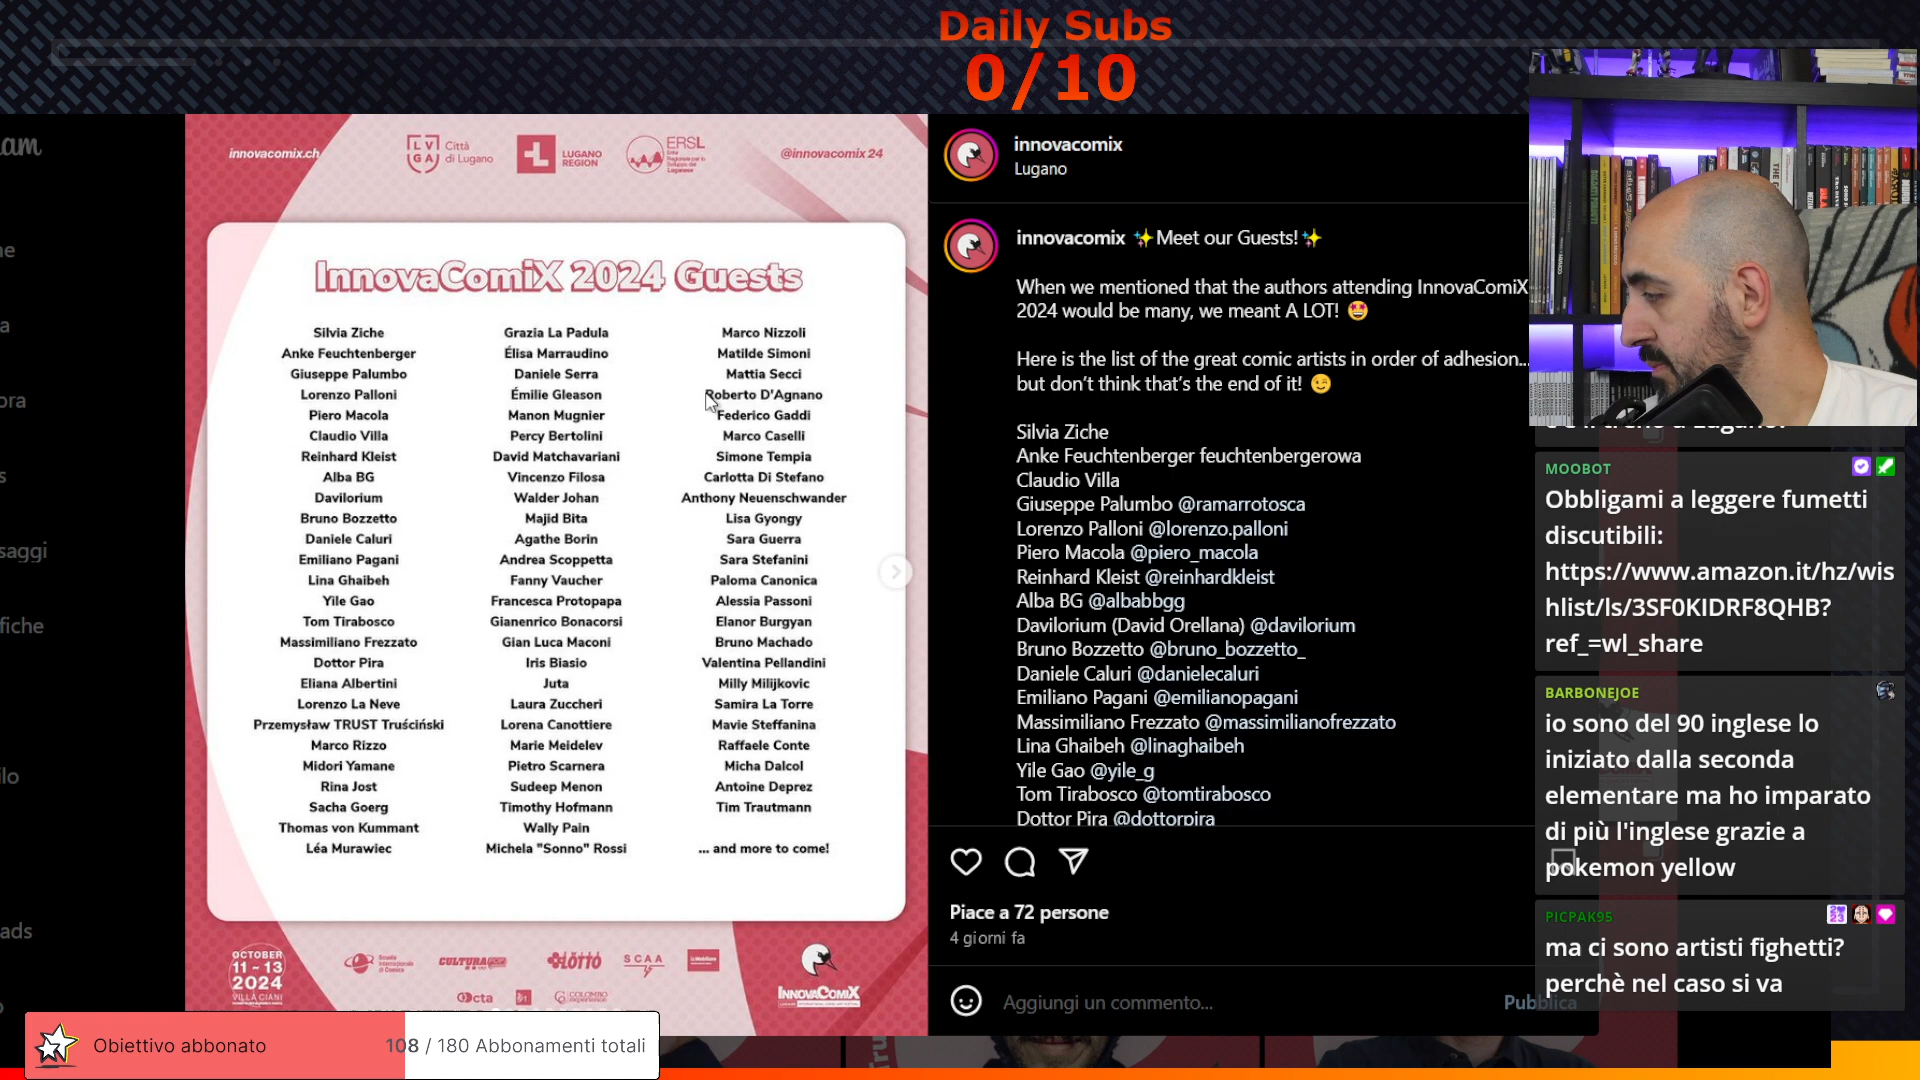 Daily Subs
0/10
am
innovacomix.ch
LVGA
Città
di Lugano
LUGANO
REGION
ERSL
@innovacomix 24
InnovaComiX 2024 Guests
Silvia Ziche
Anke Feuchtenberger
Giuseppe Palumbo
Lorenzo Palloni
Piero Macola
Claudio Villa
Reinhard Kleist
Alba BG
Davilorium
Bruno Bozzetto
Daniele Caluri
Emiliano Pagani
Lina Ghaibeh
Yile Gao
Tom Tirabosco
Massimiliano Frezzato
Dottor Pira
Eliana Albertini
Lorenzo La Neve
Przemysław TRUST Truściński
Marco Rizzo
Midori Yamane
Rina Jost
Sacha Goerg
Thomas von Kummant
Léa Murawiec
Grazia La Padula
Élisa Marraudino
Daniele Serra
Émilie Gleason
Manon Mugnier
Percy Bertolini
David Matchavariani
Vincenzo Filosa
Walder Johan
Majid Bita
Agathe Borin
Andrea Scoppetta
Fanny Vaucher
Francesca Protopapa
Gianenrico Bonacorsi
Gian Luca Maconi
Iris Biasio
Juta
Laura Zuccheri
Lorena Canottiere
Marie Meidelev
Pietro Scarnera
Sudeep Menon
Timothy Hofmann
Wally Pain
Michela "Sonno" Rossi
Marco Nizzoli
Matilde Simoni
Mattia Secci
Roberto D'Agnano
Federico Gaddi
Marco Caselli
Simone Tempia
Carlotta Di Stefano
Anthony Neuenschwander
Lisa Gyongy
Sara Guerra
Sara Stefanini
Paloma Canonica
Alessia Passoni
Elanor Burgyan
Bruno Machado
Valentina Pellandini
Milly Milijkovic
Samira La Torre
Mavie Steffanina
Raffaele Conte
Micha Dalcol
Antoine Deprez
Tim Trautmann
... and more to come!
OCTOBER
11 - 13
2024
VILLA CIANI
SCAA
INNOVACOMIX
innovacomix
Lugano
innovacomix ✨Meet our Guests!✨
When we mentioned that the authors attending InnovaComiX
2024 would be many, we meant A LOT! 🤩
Here is the list of the great comic artists in order of adhesion...
but don't think that's the end of it! 😉
Silvia Ziche
Anke Feuchtenberger feuchtenbergerowa
Claudio Villa
Giuseppe Palumbo @ramarrotosca
Lorenzo Palloni @lorenzo.palloni
Piero Macola @piero_macola
Reinhard Kleist @reinhardkleist
Alba BG @albabbgg
Davilorium (David Orellana) @davilorium
Bruno Bozzetto @bruno_bozzetto_
Daniele Caluri @danielecaluri
Emiliano Pagani @emilianopagani
Massimiliano Frezzato @massimilianofrezzato
Lina Ghaibeh @linaghaibeh
Yile Gao @yile_g
Tom Tirabosco @tomtirabosco
Dottor Pira @dottorpira
Piace a 72 persone
4 giorni fa
Aggiungi un commento...
Pubblica
MOOBOT
Obbligami a leggere fumetti
discutibili:
https://www.amazon.it/hz/wis
hlist/ls/3SF0KIDRF8QHB?
ref_=wl_share
BARBONEJOE
io sono del 90 inglese lo
iniziato dalla seconda
elementare ma ho imparato
di più l'inglese grazie a
pokemon yellow
PICPAK95
ma ci sono artisti fighetti?
perchè nel caso si va
Obiettivo abbonato
108 / 180 Abbonamenti totali